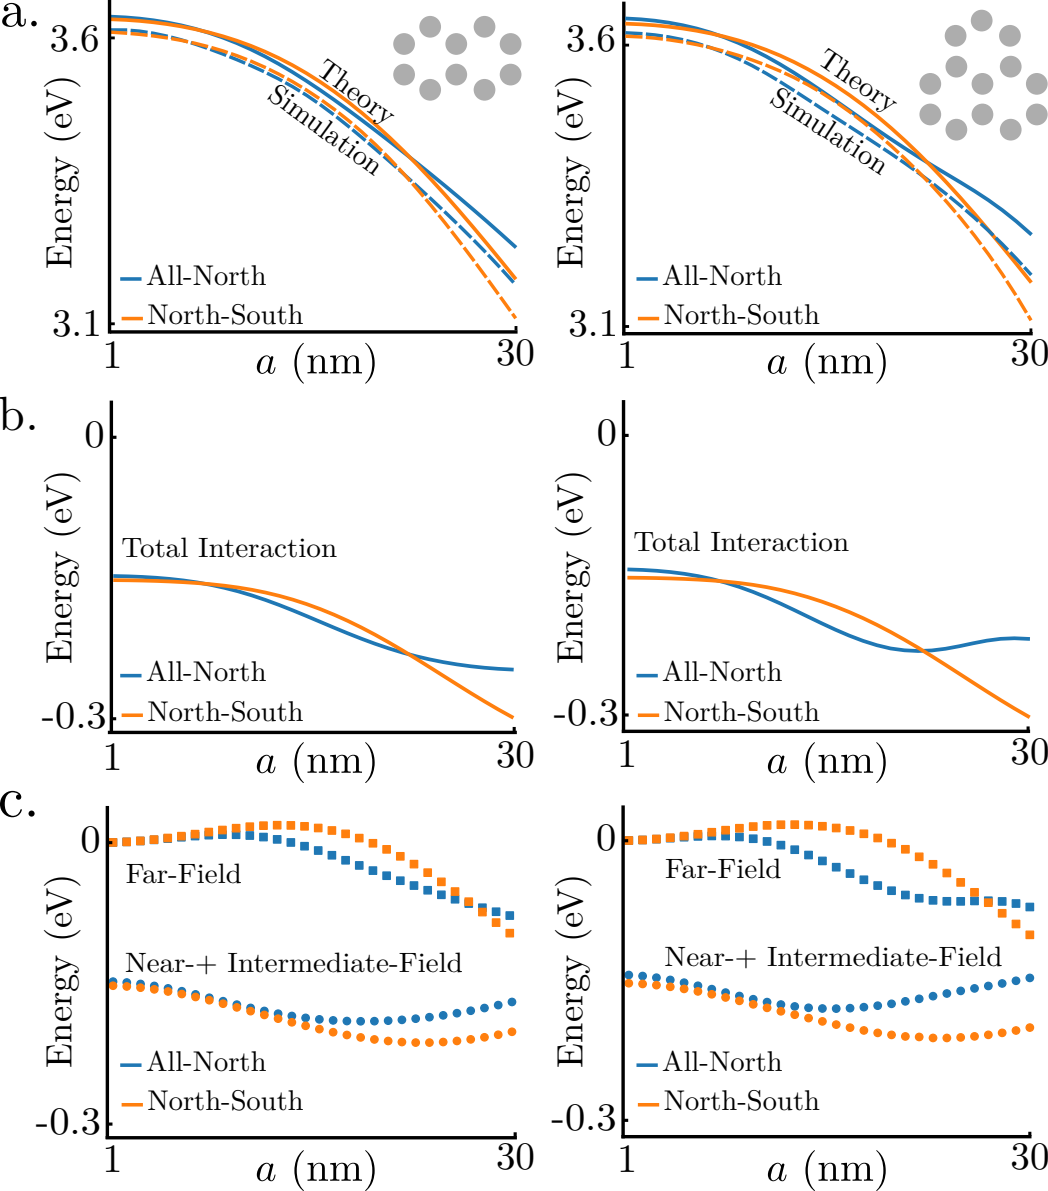 a.
3.6
Energy (eV)
Theory
Simulation
All-North
North-South
3.1
1
a (nm)
30
3.6
Energy (eV)
Theory
Simulation
All-North
North-South
3.1
1
a (nm)
30
b.
0
Energy (eV)
Total Interaction
All-North
North-South
-0.3
1
a (nm)
30
0
Energy (eV)
Total Interaction
All-North
North-South
-0.3
1
a (nm)
30
c.
0
Energy (eV)
Far-Field
Near-+ Intermediate-Field
All-North
North-South
-0.3
1
a (nm)
30
0
Energy (eV)
Far-Field
Near-+ Intermediate-Field
All-North
North-South
-0.3
1
a (nm)
30